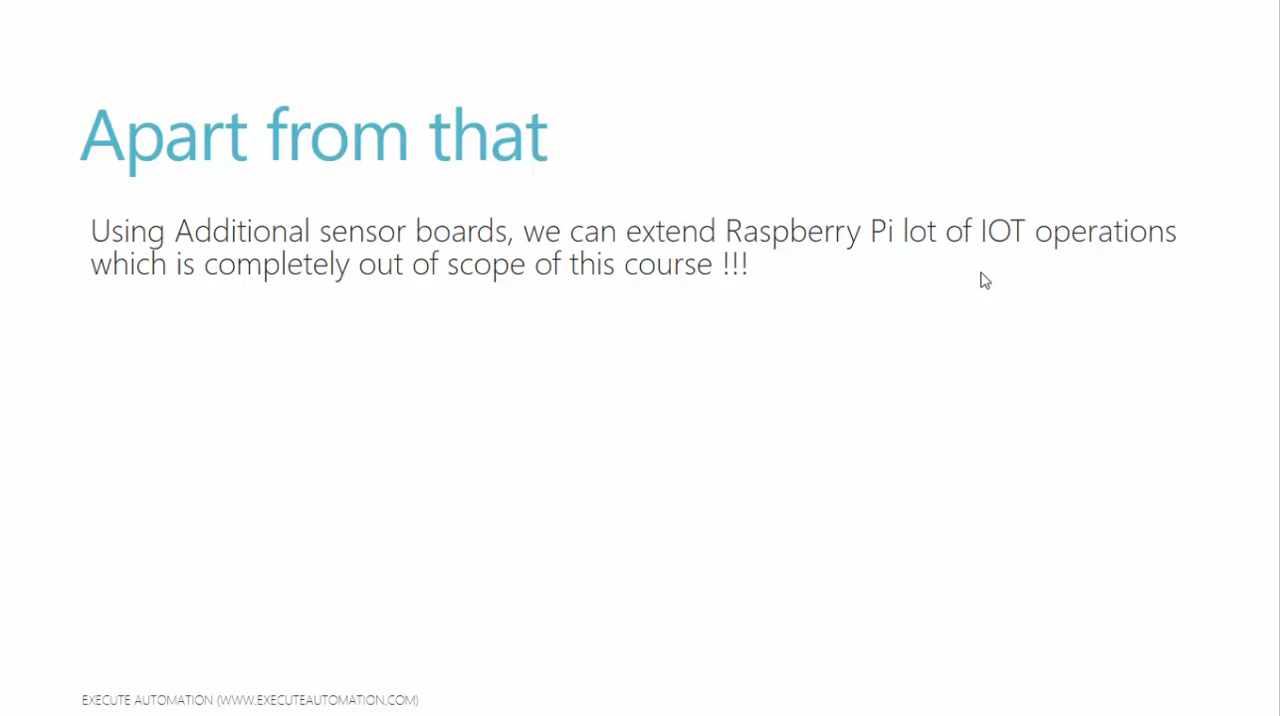 Apart from that
Using Additional sensor boards, we can extend Raspberry Pi lot of IOT operations
which is completely out of scope of this course !!!
EXECUTE AUTOMATION (WWW.EXECUTEAUTOMATION.COM)